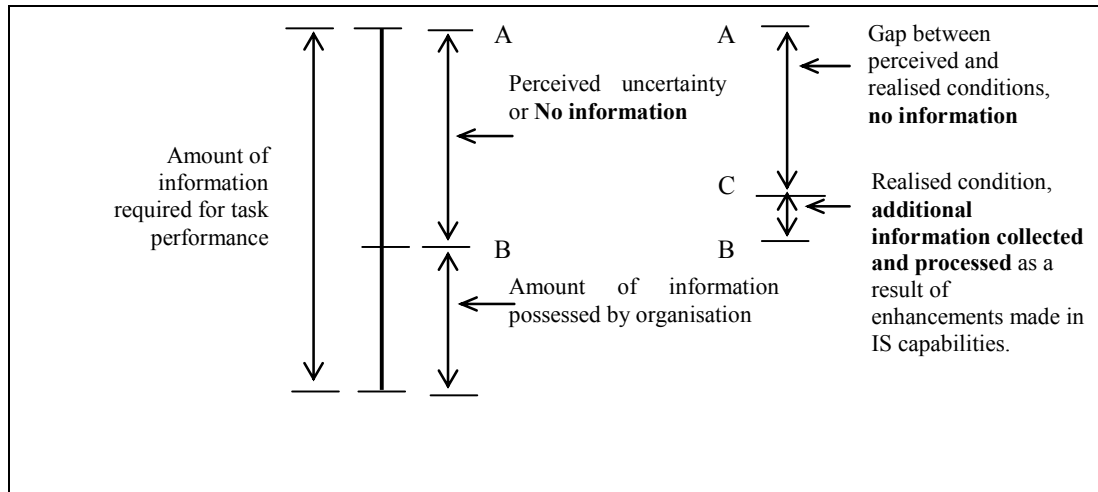 Amount of
information
required for task
performance
A
Perceived uncertainty
or No information
B
Amount of information
possessed by organisation
A
Gap between
perceived and
realised conditions,
no information
C
Realised condition,
additional
information collected
and processed as a
result of
enhancements made in
IS capabilities.
B